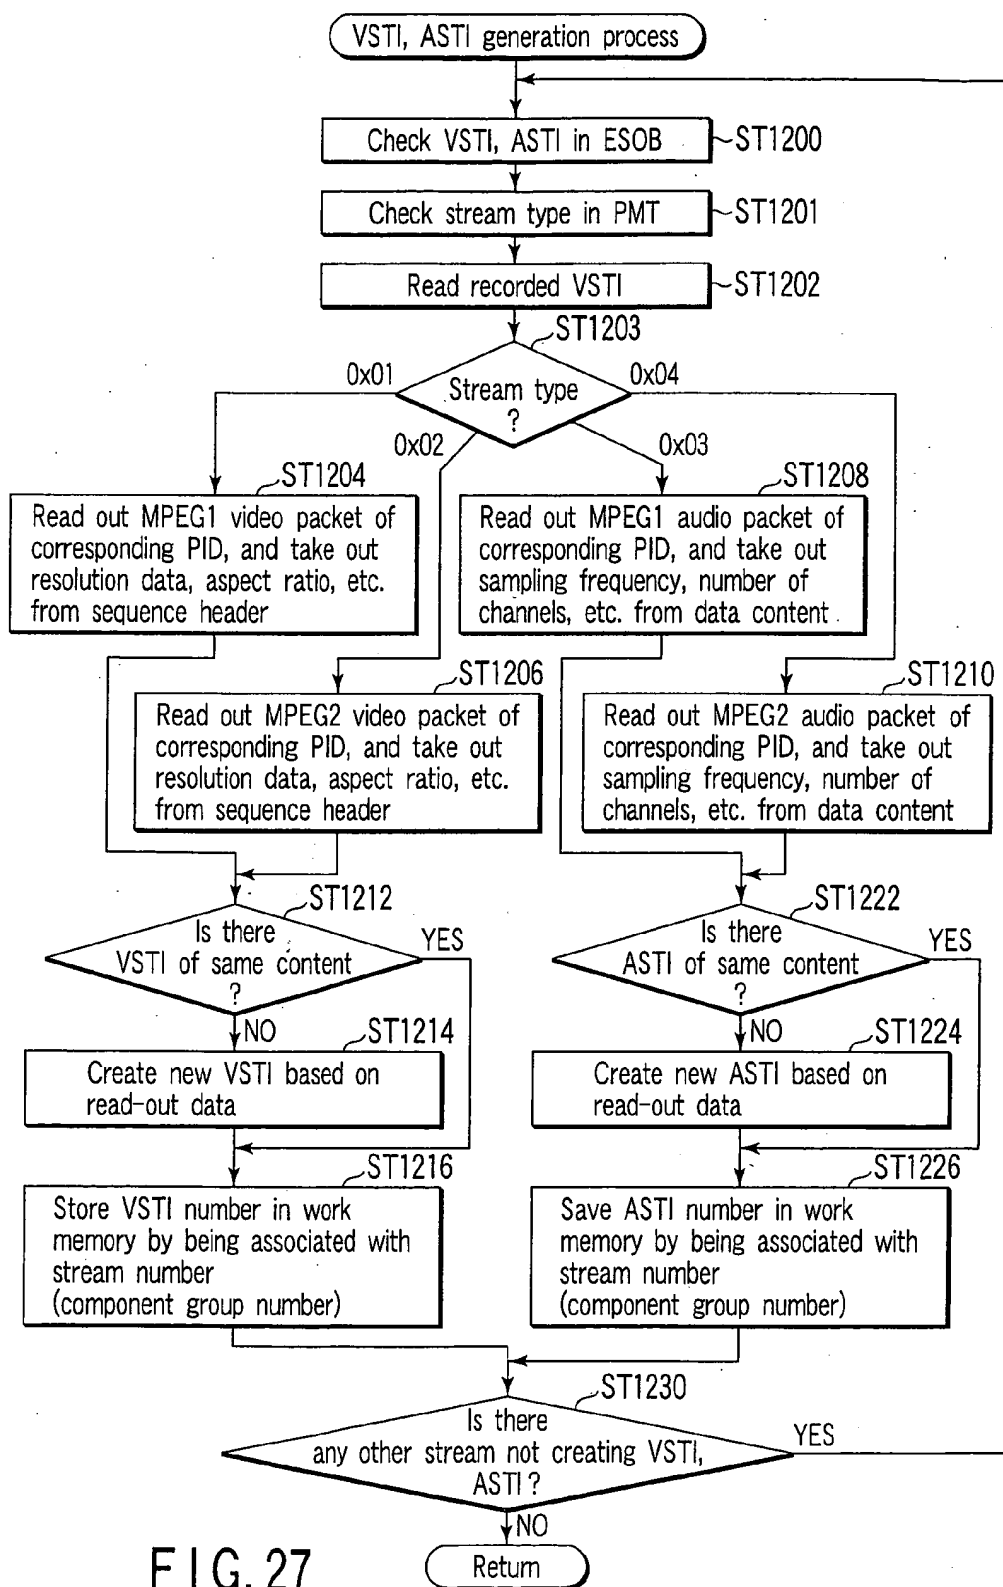 VSTI, ASTI generation process
Check VSTI, ASTI in ESOB
ST1200
Check stream type in PMT
ST1201
Read recorded VSTI
ST1202
ST1203
Stream type
?
0x01
0x04
0x02
0x03
ST1204
Read out MPEG1 video packet of
corresponding PID, and take out
resolution data, aspect ratio, etc.
from sequence header
ST1208
Read out MPEG1 audio packet of
corresponding PID, and take out
sampling frequency, number of
channels, etc. from data content
ST1206
Read out MPEG2 video packet of
corresponding PID, and take out
resolution data, aspect ratio, etc.
from sequence header
ST1210
Read out MPEG2 audio packet of
corresponding PID, and take out
sampling frequency, number of
channels, etc. from data content
ST1212
Is there
VSTI of same content
?
YES
NO
ST1222
Is there
ASTI of same content
?
YES
NO
ST1214
Create new VSTI based on
read-out data
ST1224
Create new ASTI based on
read-out data
ST1216
Store VSTI number in work
memory by being associated with
stream number
(component group number)
ST1226
Save ASTI number in work
memory by being associated with
stream number
(component group number)
ST1230
Is there
any other stream not creating VSTI,
ASTI ?
YES
NO
Return
FIG. 27